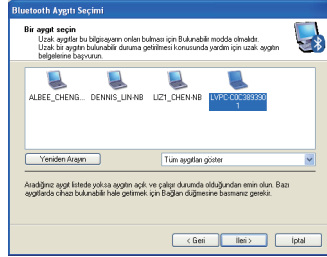 Bluetooth Aygıtı Seçimi
Bir aygıt seçin
Uzak aygıtlar bu bilgisayarın onları bulması için Bulunabilir modda olmalıdır.
Uzak bir aygıtın bulunabilir duruma getirilmesi konusunda yardım için uzak aygıtın
belgelerine başvurun.
ALBEE_CHENG... DENNIS_LIN-NB LIZ1_CHEN-NB LVPC-C0C389390
1
Yeniden Arayın Tüm aygıtları göster
Aradığınız aygıt listede yoksa aygıtın açık ve çalışır durumda olduğundan emin olun. Bazı
aygıtlarda cihazı bulunabilir hale getirmek için Bağlan düğmesine basmanız gerekir.
< Geri İleri > İptal